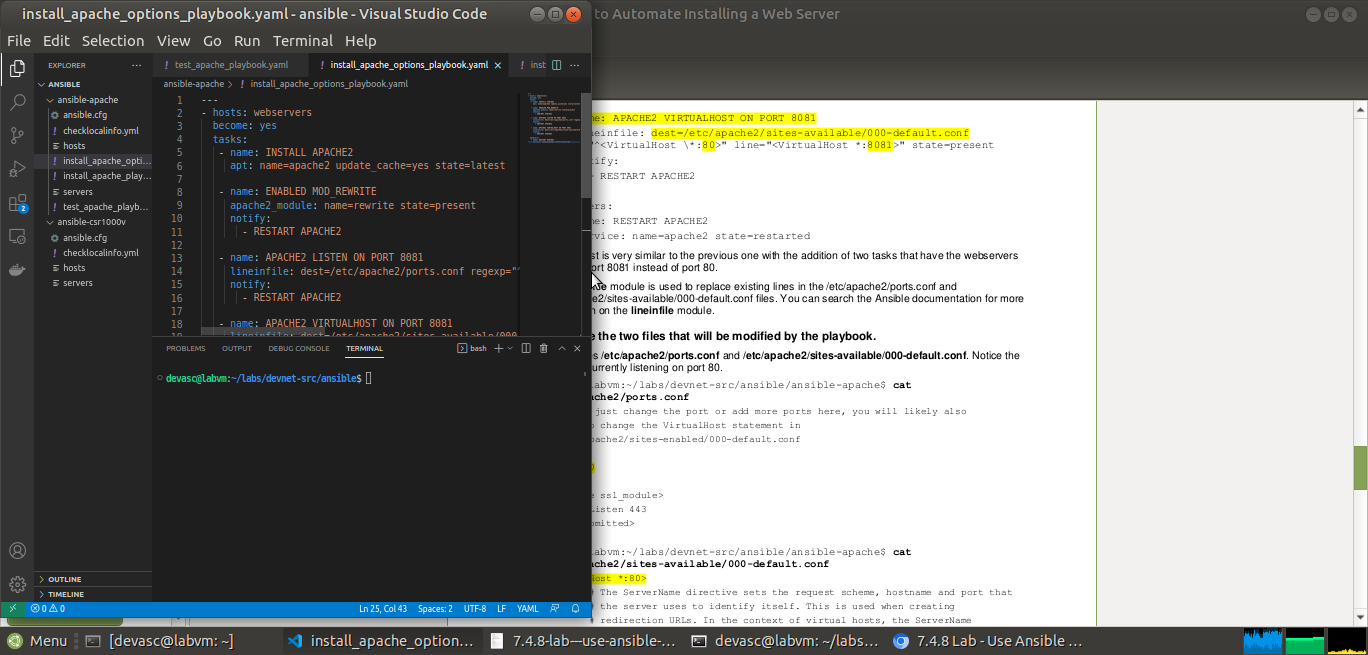 install_apache_options_playbook.yaml - ansible - Visual Studio Code
to Automate Installing a Web Server
File Edit Selection View Go Run Terminal Help
EXPLORER
ANSIBLE
ansible-apache
ansible.cfg
checklocalinfo.yml
hosts
install_apache_opti...
install_apache_play...
servers
test_apache_playb...
ansible-csr1000v
ansible.cfg
checklocalinfo.yml
hosts
servers
OUTLINE
TIMELINE
2
! test_apache_playbook.yaml
! install_apache_options_playbook.yaml
! inst
ansible-apache > ! install_apache_options_playbook.yaml
1 ---
2 - hosts: webservers
3 become: yes
4 tasks:
5 - name: INSTALL APACHE2
6 apt: name=apache2 update_cache=yes state=latest
7
8 - name: ENABLED MOD_REWRITE
9 apache2_module: name=rewrite state=present
10 notify:
11 - RESTART APACHE2
12
13 - name: APACHE2 LISTEN ON PORT 8081
14 lineinfile: dest=/etc/apache2/ports.conf regexp="^
15 notify:
16 - RESTART APACHE2
17
18 - name: APACHE2 VIRTUALHOST ON PORT 8081
19 lineinfile: dest=/etc/apache2/sites-available/000
PROBLEMS OUTPUT DEBUG CONSOLE TERMINAL
bash
devasc@labvm:~/labs/devnet-src/ansible$
0 0
Ln 25, Col 43 Spaces: 2 UTF-8 LF YAML
me: APACHE2 VIRTUALHOST ON PORT 8081
neinfile: dest=/etc/apache2/sites-available/000-default.conf
"^<VirtualHost \*:80>" line="<VirtualHost *:8081>" state=present
tify:
- RESTART APACHE2
ers:
me: RESTART APACHE2
rvice: name=apache2 state=restarted
st is very similar to the previous one with the addition of two tasks that have the webservers
ort 8081 instead of port 80.
module is used to replace existing lines in the /etc/apache2/ports.conf and
e2/sites-available/000-default.conf files. You can search the Ansible documentation for more
n on the lineinfile module.
e the two files that will be modified by the playbook.
es /etc/apache2/ports.conf and /etc/apache2/sites-available/000-default.conf. Notice the
urrently listening on port 80.
labvm:~/labs/devnet-src/ansible/ansible-apache$ cat
che2/ports.conf
just change the port or add more ports here, you will likely also
o change the VirtualHost statement in
pache2/sites-enabled/000-default.conf
e ssl_module>
isten 443
omitted>
labvm:~/labs/devnet-src/ansible/ansible-apache$ cat
che2/sites-available/000-default.conf
Host *:80>
# The ServerName directive sets the request scheme, hostname and port that
# the server uses to identify itself. This is used when creating
# redirection URLs. In the context of virtual hosts, the ServerName
Menu
[devasc@labvm: ~]
install_apache_option...
7.4.8-lab---use-ansible-...
devasc@labvm: ~/labs...
7.4.8 Lab - Use Ansible ...